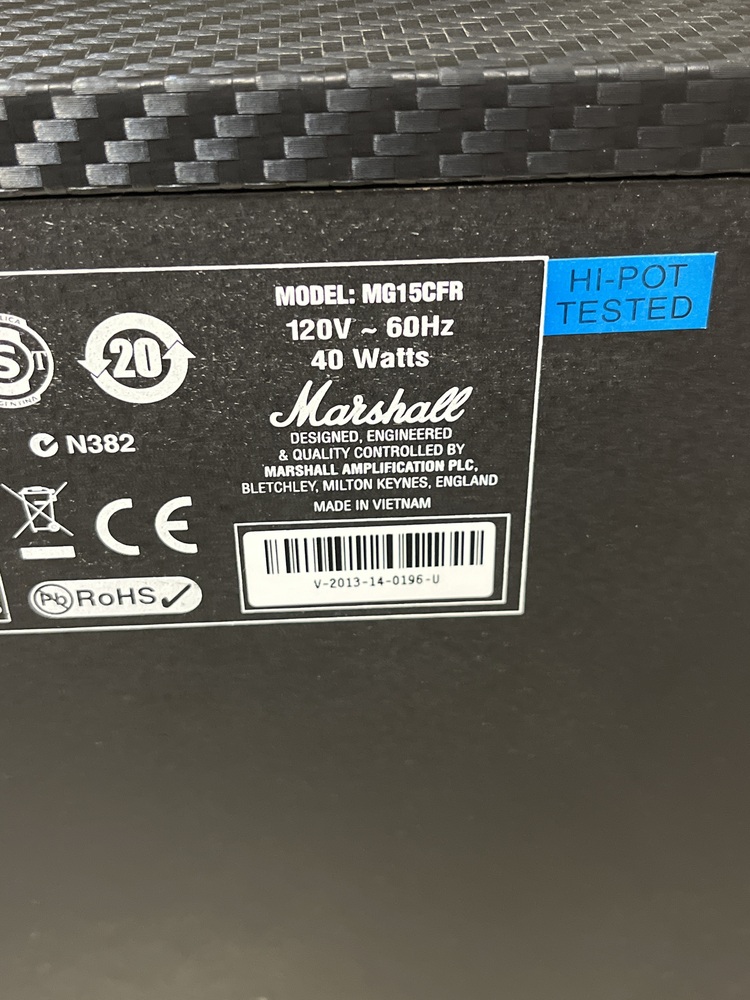 MODEL: MG15CFR
120V ~ 60Hz
40 Watts
Marshall
DESIGNED, ENGINEERED
& QUALITY CONTROLLED BY
MARSHALL AMPLIFICATION PLC,
BLETCHLEY, MILTON KEYNES, ENGLAND
MADE IN VIETNAM
V-2013-14-0196-U
HI-POT
TESTED
S
T
20
N382
CE
Pb RoHS